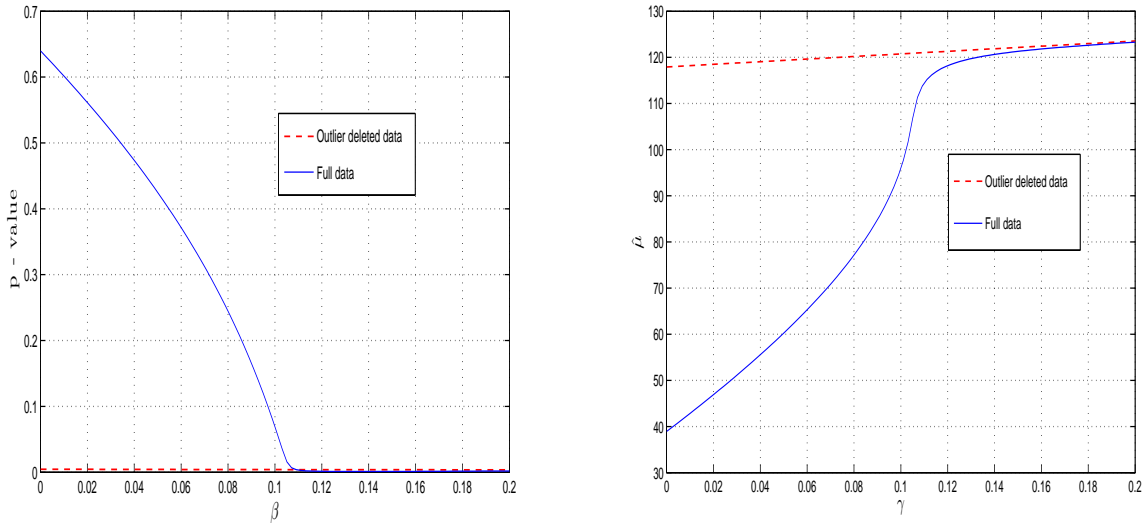 0.7
0.6
0.5
0.4
0.3
0.2
0.1
0
p - value
0 0.02 0.04 0.06 0.08 0.1 0.12 0.14 0.16 0.18 0.2
β
Outlier deleted data
Full data
130
120
110
100
90
80
70
60
50
40
30
μ̂
0 0.02 0.04 0.06 0.08 0.1 0.12 0.14 0.16 0.18 0.2
γ
Outlier deleted data
Full data